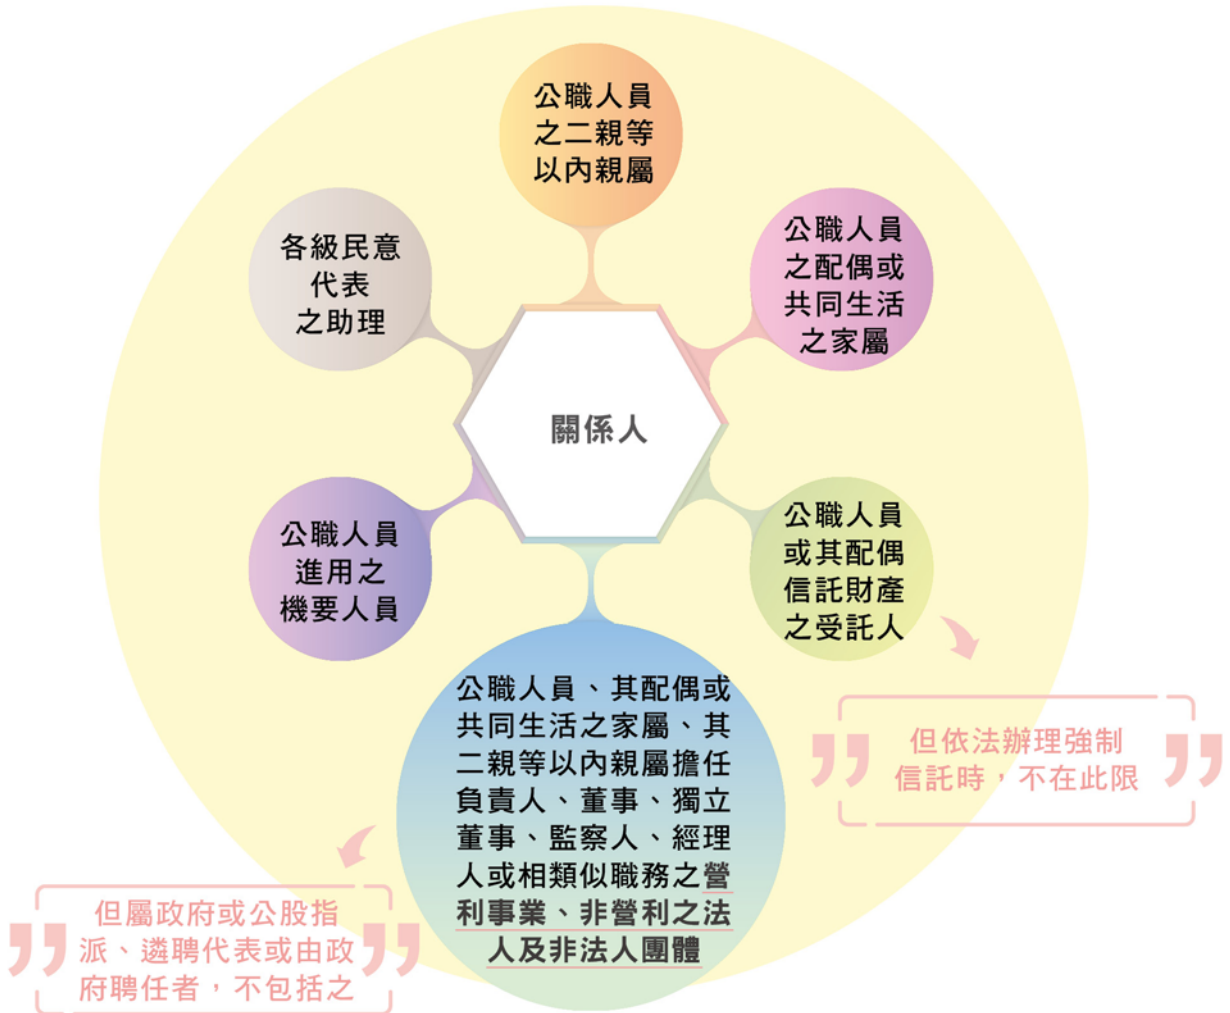 公職人員
之二親等
以內親屬
各級民意
代表
之助理
公職人員
之配偶或
共同生活
之家屬
關係人
公職人員
進用之
機要人員
公職人員
或其配偶
信託財產
之受託人
公職人員、其配偶或
共同生活之家屬、其
二親等以內親屬擔任
負責人、董事、獨立
董事、監察人、經理
人或相類似職務之營
利事業、非營利之法
人及非法人團體
但依法辦理強制
信託時，不在此限
但屬政府或公股指
派、遴聘代表或由政
府聘任者，不包括之